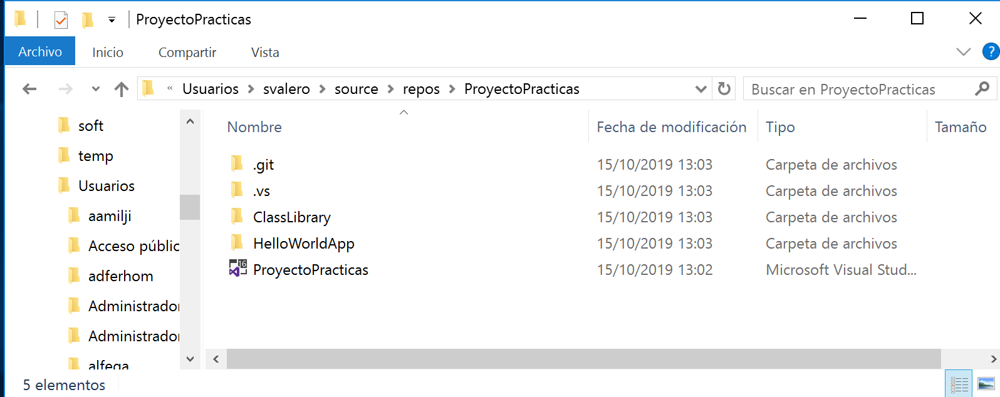 ProyectoPracticas
Archivo Inicio Compartir Vista ?
« Usuarios > svalero > source > repos > ProyectoPracticas Buscar en ProyectoPracticas
soft
temp
Usuarios
aamilji
Acceso públic
adferhom
Administrador
Administrador
alfega
Nombre Fecha de modificación Tipo Tamaño
.git 15/10/2019 13:03 Carpeta de archivos
.vs 15/10/2019 13:03 Carpeta de archivos
ClassLibrary 15/10/2019 13:03 Carpeta de archivos
HelloWorldApp 15/10/2019 13:03 Carpeta de archivos
16 ProyectoPracticas 15/10/2019 13:02 Microsoft Visual Stud...
5 elementos